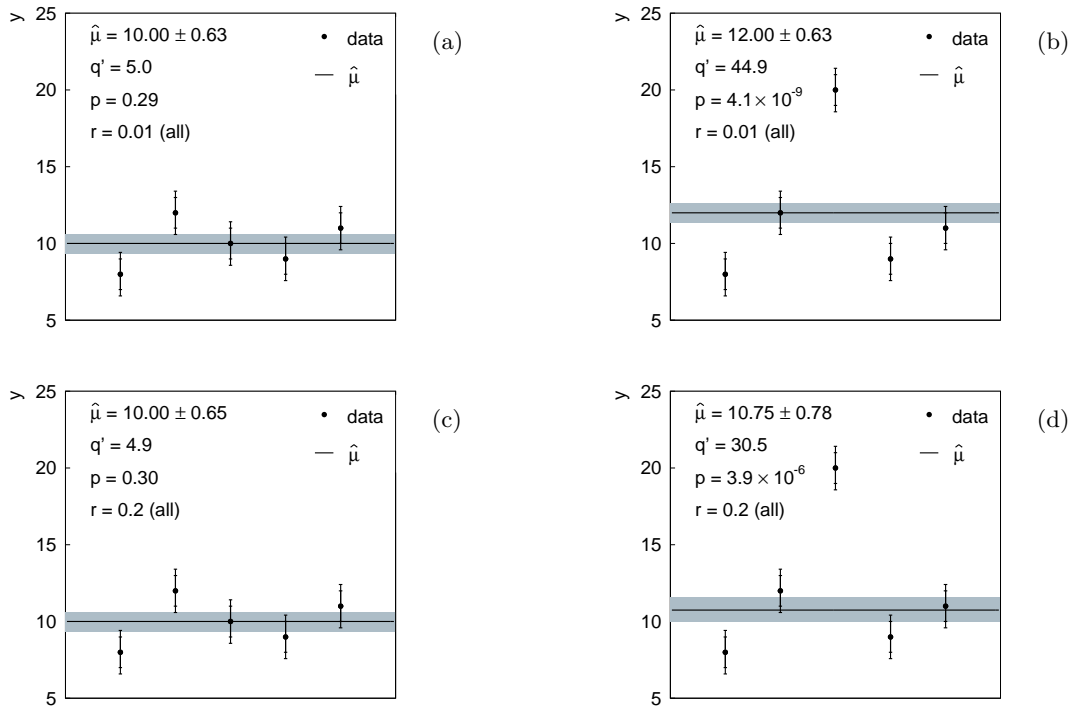 y
25
20
15
10
5
μ̂ = 10.00 ± 0.63
q' = 5.0
p = 0.29
r = 0.01 (all)
data
μ̂
(a)
y
25
20
15
10
5
μ̂ = 12.00 ± 0.63
q' = 44.9
p = 4.1 × 10⁻⁹
r = 0.01 (all)
data
μ̂
(b)
y
25
20
15
10
5
μ̂ = 10.00 ± 0.65
q' = 4.9
p = 0.30
r = 0.2 (all)
data
μ̂
(c)
y
25
20
15
10
5
μ̂ = 10.75 ± 0.78
q' = 30.5
p = 3.9 × 10⁻⁶
r = 0.2 (all)
data
μ̂
(d)